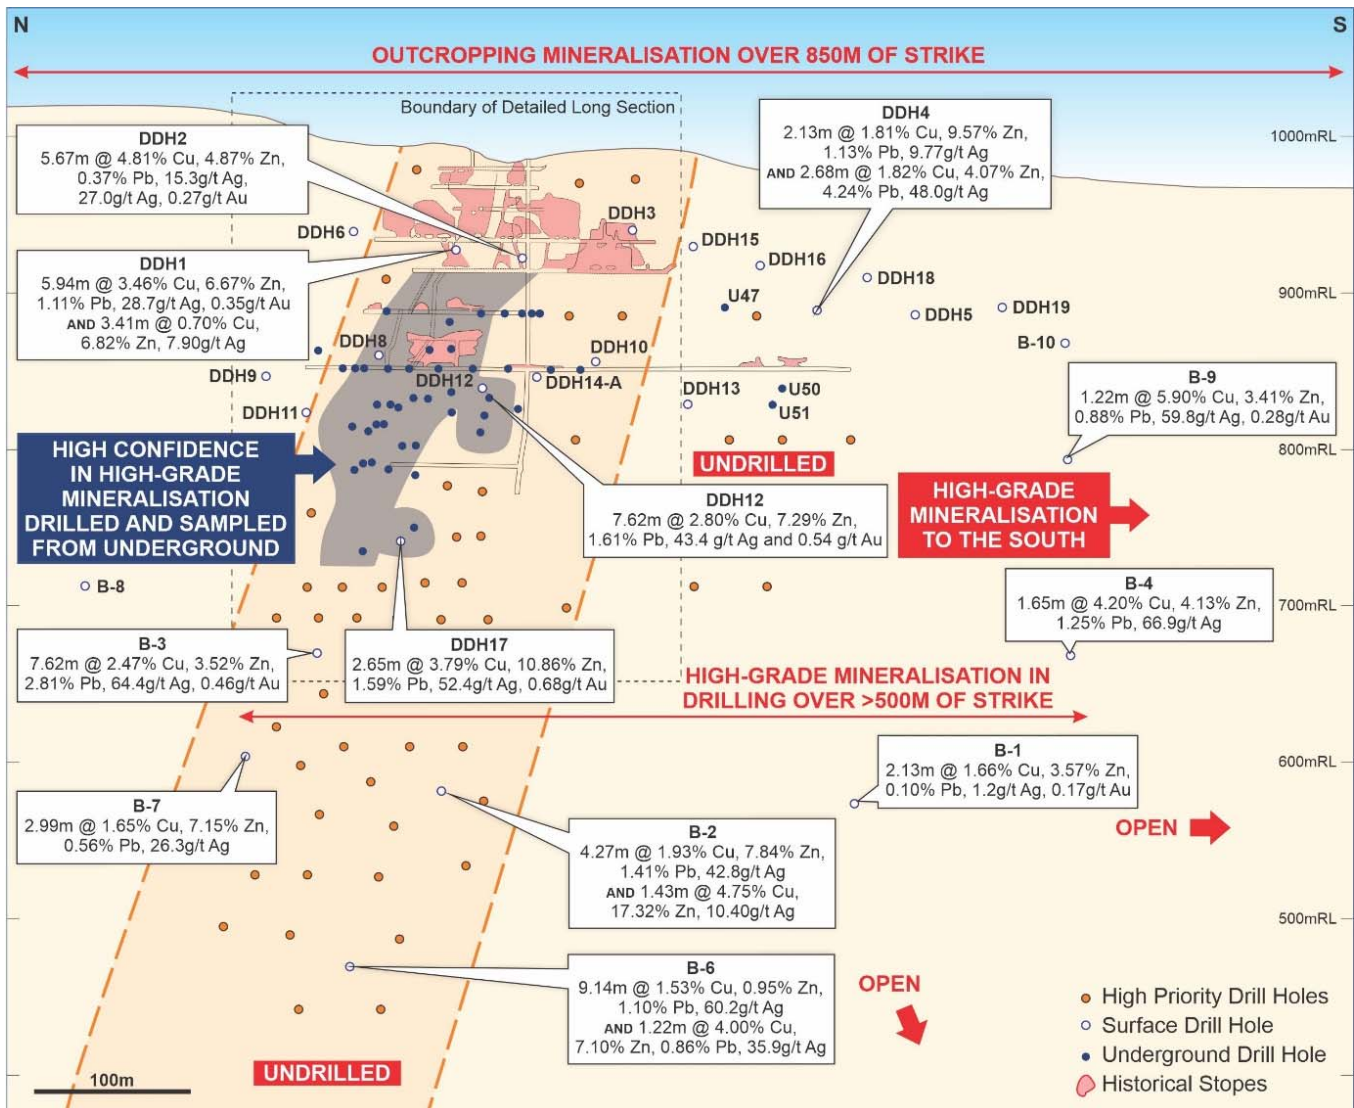 N
S
OUTCROPPING MINERALISATION OVER 850M OF STRIKE
Boundary of Detailed Long Section
DDH2
5.67m @ 4.81% Cu, 4.87% Zn,
0.37% Pb, 15.3g/t Ag,
27.0g/t Ag, 0.27g/t Au
DDH4
2.13m @ 1.81% Cu, 9.57% Zn,
1.13% Pb, 9.77g/t Ag
AND 2.68m @ 1.82% Cu, 4.07% Zn,
4.24% Pb, 48.0g/t Ag
1000mRL
DDH6
DDH3
DDH15
DDH16
DDH1
5.94m @ 3.46% Cu, 6.67% Zn,
1.11% Pb, 28.7g/t Ag, 0.35g/t Au
AND 3.41m @ 0.70% Cu,
6.82% Zn, 7.90g/t Ag
DDH18
900mRL
U47
DDH5
DDH19
B-10
DDH8
DDH10
DDH9
DDH12
DDH14-A
DDH13
U50
U51
DDH11
B-9
1.22m @ 5.90% Cu, 3.41% Zn,
0.88% Pb, 59.8g/t Ag, 0.28g/t Au
800mRL
HIGH CONFIDENCE
IN HIGH-GRADE
MINERALISATION
DRILLED AND SAMPLED
FROM UNDERGROUND
UNDRILLED
DDH12
7.62m @ 2.80% Cu, 7.29% Zn,
1.61% Pb, 43.4 g/t Ag and 0.54 g/t Au
HIGH-GRADE
MINERALISATION
TO THE SOUTH
B-8
B-4
1.65m @ 4.20% Cu, 4.13% Zn,
1.25% Pb, 66.9g/t Ag
700mRL
B-3
7.62m @ 2.47% Cu, 3.52% Zn,
2.81% Pb, 64.4g/t Ag, 0.46g/t Au
DDH17
2.65m @ 3.79% Cu, 10.86% Zn,
1.59% Pb, 52.4g/t Ag, 0.68g/t Au
HIGH-GRADE MINERALISATION IN
DRILLING OVER >500M OF STRIKE
600mRL
B-1
2.13m @ 1.66% Cu, 3.57% Zn,
0.10% Pb, 1.2g/t Ag, 0.17g/t Au
B-7
2.99m @ 1.65% Cu, 7.15% Zn,
0.56% Pb, 26.3g/t Ag
OPEN
B-2
4.27m @ 1.93% Cu, 7.84% Zn,
1.41% Pb, 42.8g/t Ag
AND 1.43m @ 4.75% Cu,
17.32% Zn, 10.40g/t Ag
500mRL
B-6
9.14m @ 1.53% Cu, 0.95% Zn,
1.10% Pb, 60.2g/t Ag
AND 1.22m @ 4.00% Cu,
7.10% Zn, 0.86% Pb, 35.9g/t Ag
OPEN
UNDRILLED
100m
High Priority Drill Holes
Surface Drill Hole
Underground Drill Hole
Historical Stopes